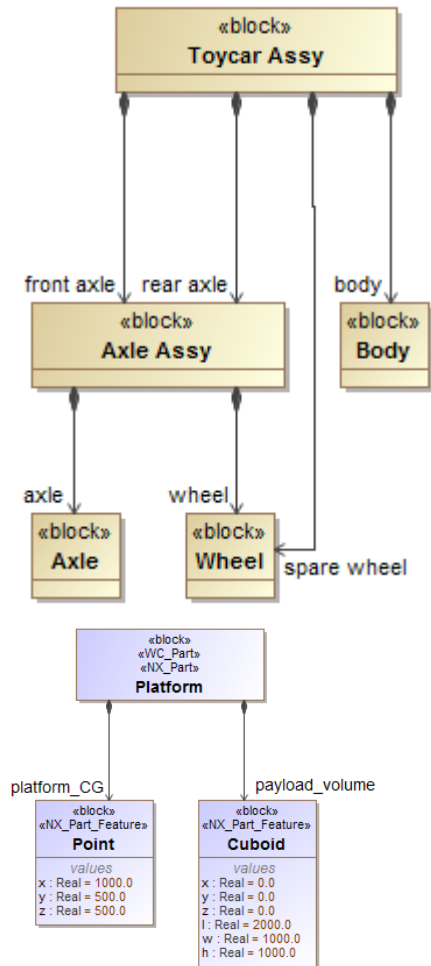 «block»
Toycar Assy
front axle rear axle body
«block»
Axle Assy
«block»
Body
axle wheel
«block»
Axle
«block»
Wheel
spare wheel
«block»
«WC_Part»
«NX_Part»
Platform
platform_CG payload_volume
«block»
«NX_Part_Feature»
Point
values
x : Real = 1000.0
y : Real = 500.0
z : Real = 500.0
«block»
«NX_Part_Feature»
Cuboid
values
x : Real = 0.0
y : Real = 0.0
z : Real = 0.0
l : Real = 2000.0
w : Real = 1000.0
h : Real = 1000.0